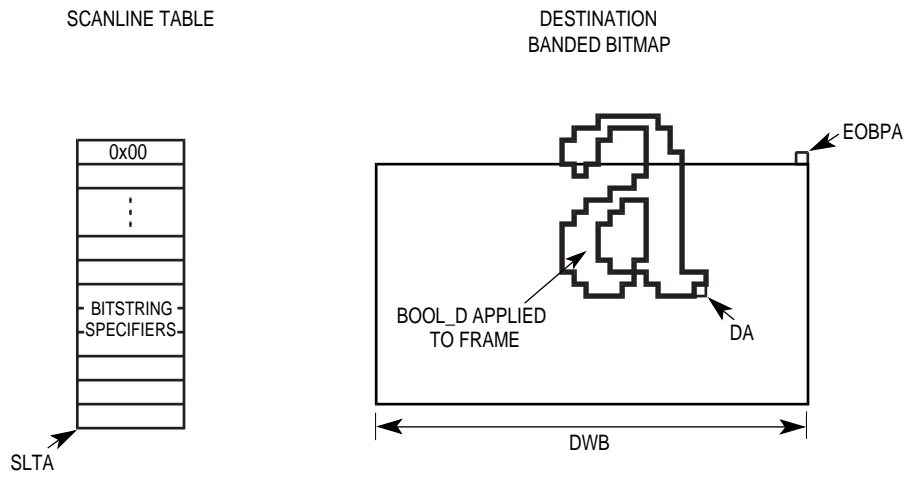 SCANLINE TABLE
DESTINATION
BANDED BITMAP
EOBPA
0x00
BITSTRING
SPECIFIERS
BOOL_D APPLIED
TO FRAME
DA
DWB
SLTA